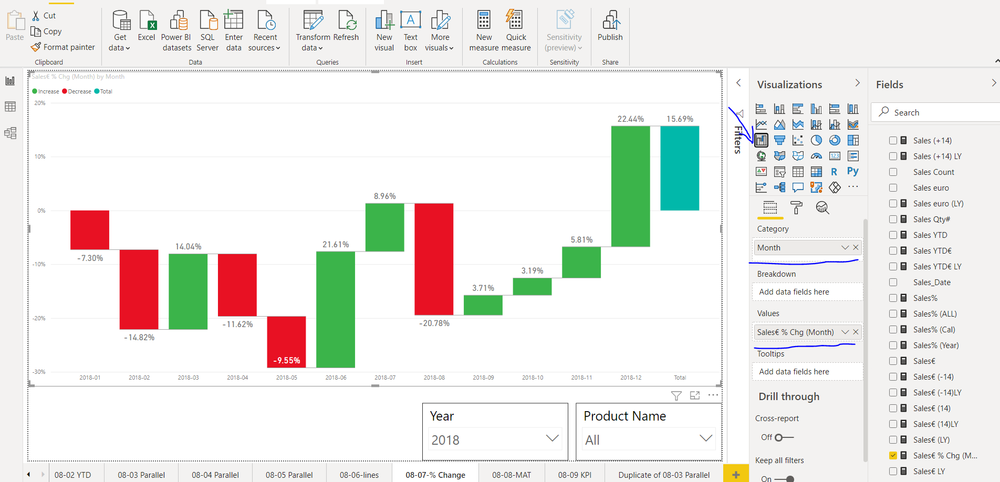 Paste
Cut
Copy
Format painter
Clipboard
Get data
Excel
Power BI datasets
SQL Server
Enter data
Recent sources
Data
Transform data
Refresh
Queries
New visual
Text box
More visuals
Insert
New measure
Quick measure
Calculations
Sensitivity (preview)
Sensitivity
Publish
Share
Sales€ % Chg (Month) by Month
Increase Decrease Total
20%
10%
0%
-10%
-20%
-30%
-7.30%
-14.82%
14.04%
-11.62%
-9.55%
21.61%
8.96%
-20.78%
3.71%
3.19%
5.81%
22.44%
15.69%
2018-01 2018-02 2018-03 2018-04 2018-05 2018-06 2018-07 2018-08 2018-09 2018-10 2018-11 2018-12 Total
Year
2018
Product Name
All
08-02 YTD
08-03 Parallel
08-04 Parallel
08-05 Parallel
08-06-lines
08-07-% Change
08-08-MAT
08-09 KPI
Duplicate of 08-03 Parallel
Filters
Visualizations
123
R
Py
Category
Month
Breakdown
Add data fields here
Values
Sales€ % Chg (Month)
Tooltips
Add data fields here
Drill through
Cross-report
Off
Keep all filters
On
Fields
Search
Sales (+14)
Sales (+14) LY
Sales Count
Sales euro
Sales euro (LY)
Sales Qty#
Sales YTD
Sales YTD€
Sales YTD€ LY
Sales_Date
Sales%
Sales% (ALL)
Sales% (Cal)
Sales% (Year)
Sales€
Sales€ (-14)
Sales€ (-14)LY
Sales€ (14)
Sales€ (14)LY
Sales€ (LY)
Sales€ % Chg (M...
Sales€ LY